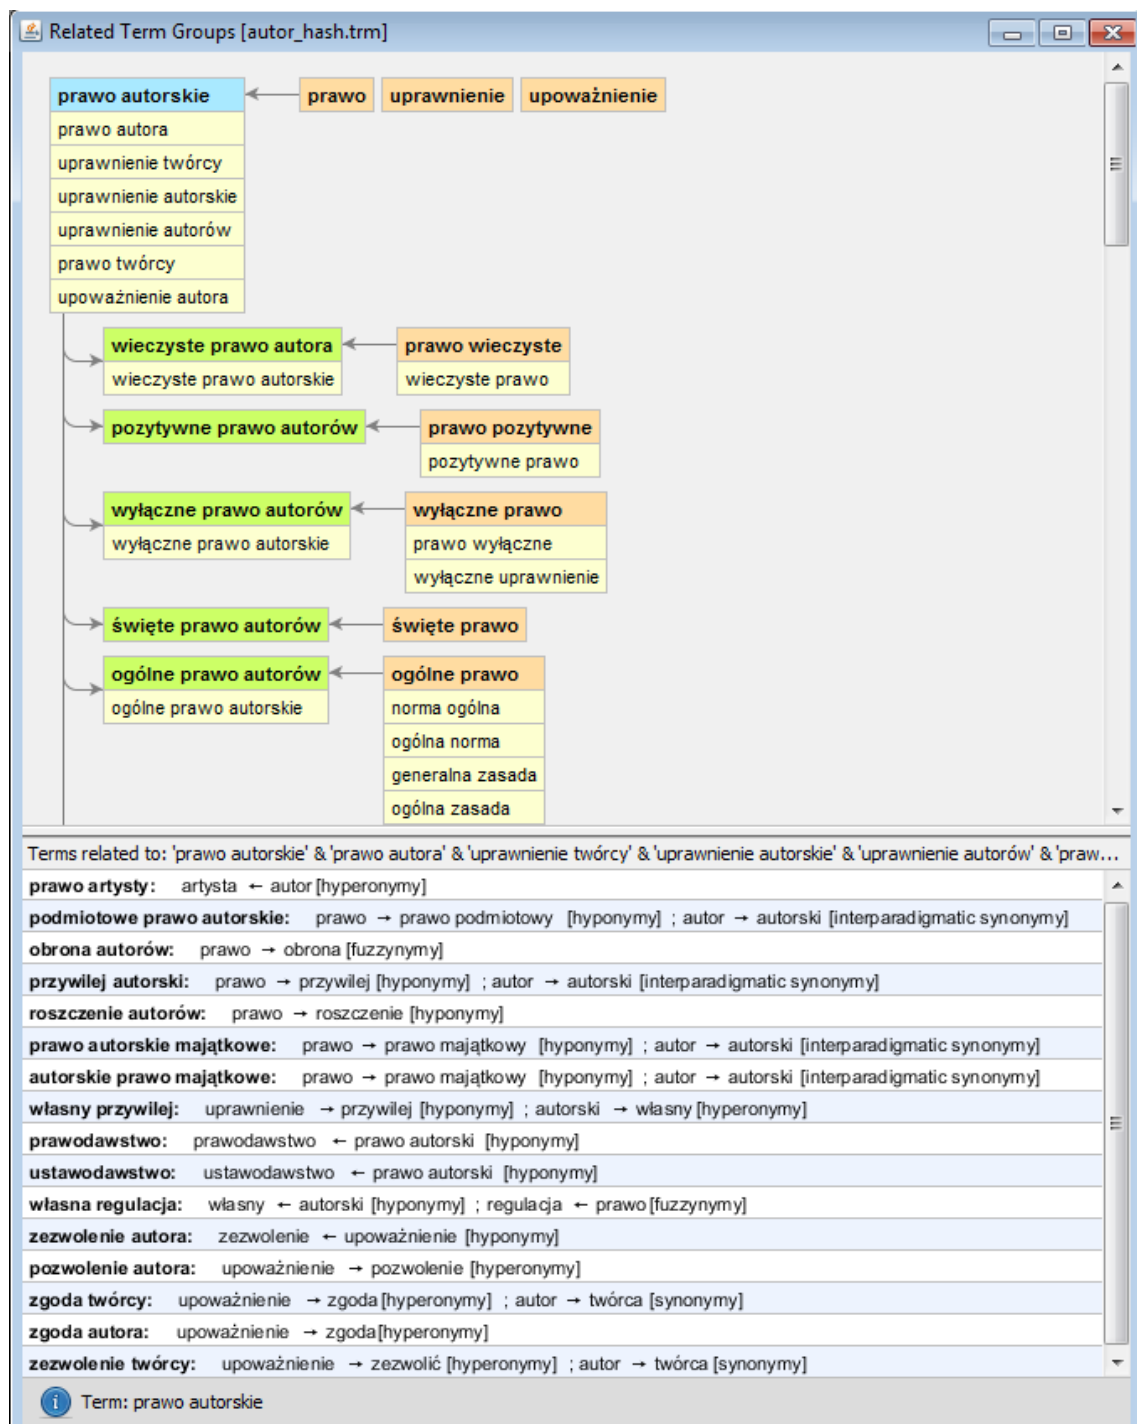 Related Term Groups [autor_hash.trm]
prawo autorskie prawo uprawnienie upoważnienie
prawo autora
uprawnienie twórcy
uprawnienie autorskie
uprawnienie autorów
prawo twórcy
upoważnienie autora
wieczyste prawo autora prawo wieczyste
wieczyste prawo autorskie wieczyste prawo
pozytywne prawo autorów prawo pozytywne
pozytywne prawo
wyłączne prawo autorów wyłączne prawo
wyłączne prawo autorskie prawo wyłączne
wyłączne uprawnienie
święte prawo autorów święte prawo
ogólne prawo autorów ogólne prawo
ogólne prawo autorskie norma ogólna
ogólna norma
generalna zasada
ogólna zasada
Terms related to: 'prawo autorskie' & 'prawo autora' & 'uprawnienie twórcy' & 'uprawnienie autorskie' & 'uprawnienie autorów' & 'praw...
prawo artysty: artysta ← autor [hyperonymy]
podmiotowe prawo autorskie: prawo → prawo podmiotowy [hyponymy] ; autor → autorski [interparadigmatic synonymy]
obrona autorów: prawo → obrona [fuzzynymy]
przywilej autorski: prawo → przywilej [hyponymy] ; autor → autorski [interparadigmatic synonymy]
roszczenie autorów: prawo → roszczenie [hyponymy]
prawo autorskie majątkowe: prawo → prawo majątkowy [hyponymy] ; autor → autorski [interparadigmatic synonymy]
autorskie prawo majątkowe: prawo → prawo majątkowy [hyponymy] ; autor → autorski [interparadigmatic synonymy]
własny przywilej: uprawnienie → przywilej [hyponymy] ; autorski → własny [hyperonymy]
prawodawstwo: prawodawstwo ← prawo autorski [hyponymy]
ustawodawstwo: ustawodawstwo ← prawo autorski [hyponymy]
własna regulacja: własny ← autorski [hyponymy] ; regulacja ← prawo [fuzzynymy]
zezwolenie autora: zezwolenie ← upoważnienie [hyponymy]
pozwolenie autora: upoważnienie → pozwolenie [hyperonymy]
zgoda twórcy: upoważnienie → zgoda [hyperonymy] ; autor → twórca [synonymy]
zgoda autora: upoważnienie → zgoda [hyperonymy]
zezwolenie twórcy: upoważnienie → zezwolić [hyperonymy] ; autor → twórca [synonymy]
Term: prawo autorskie